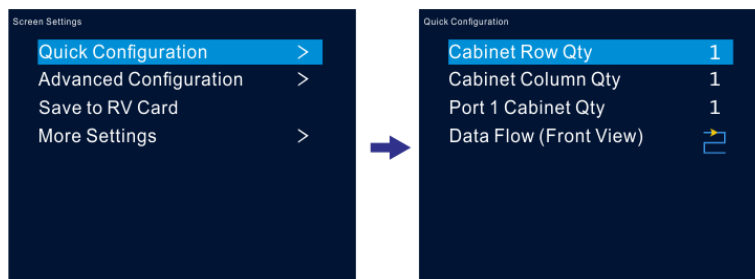 Screen Settings
Quick Configuration >
Advanced Configuration >
Save to RV Card
More Settings >
Quick Configuration
Cabinet Row Qty 1
Cabinet Column Qty 1
Port 1 Cabinet Qty 1
Data Flow (Front View)